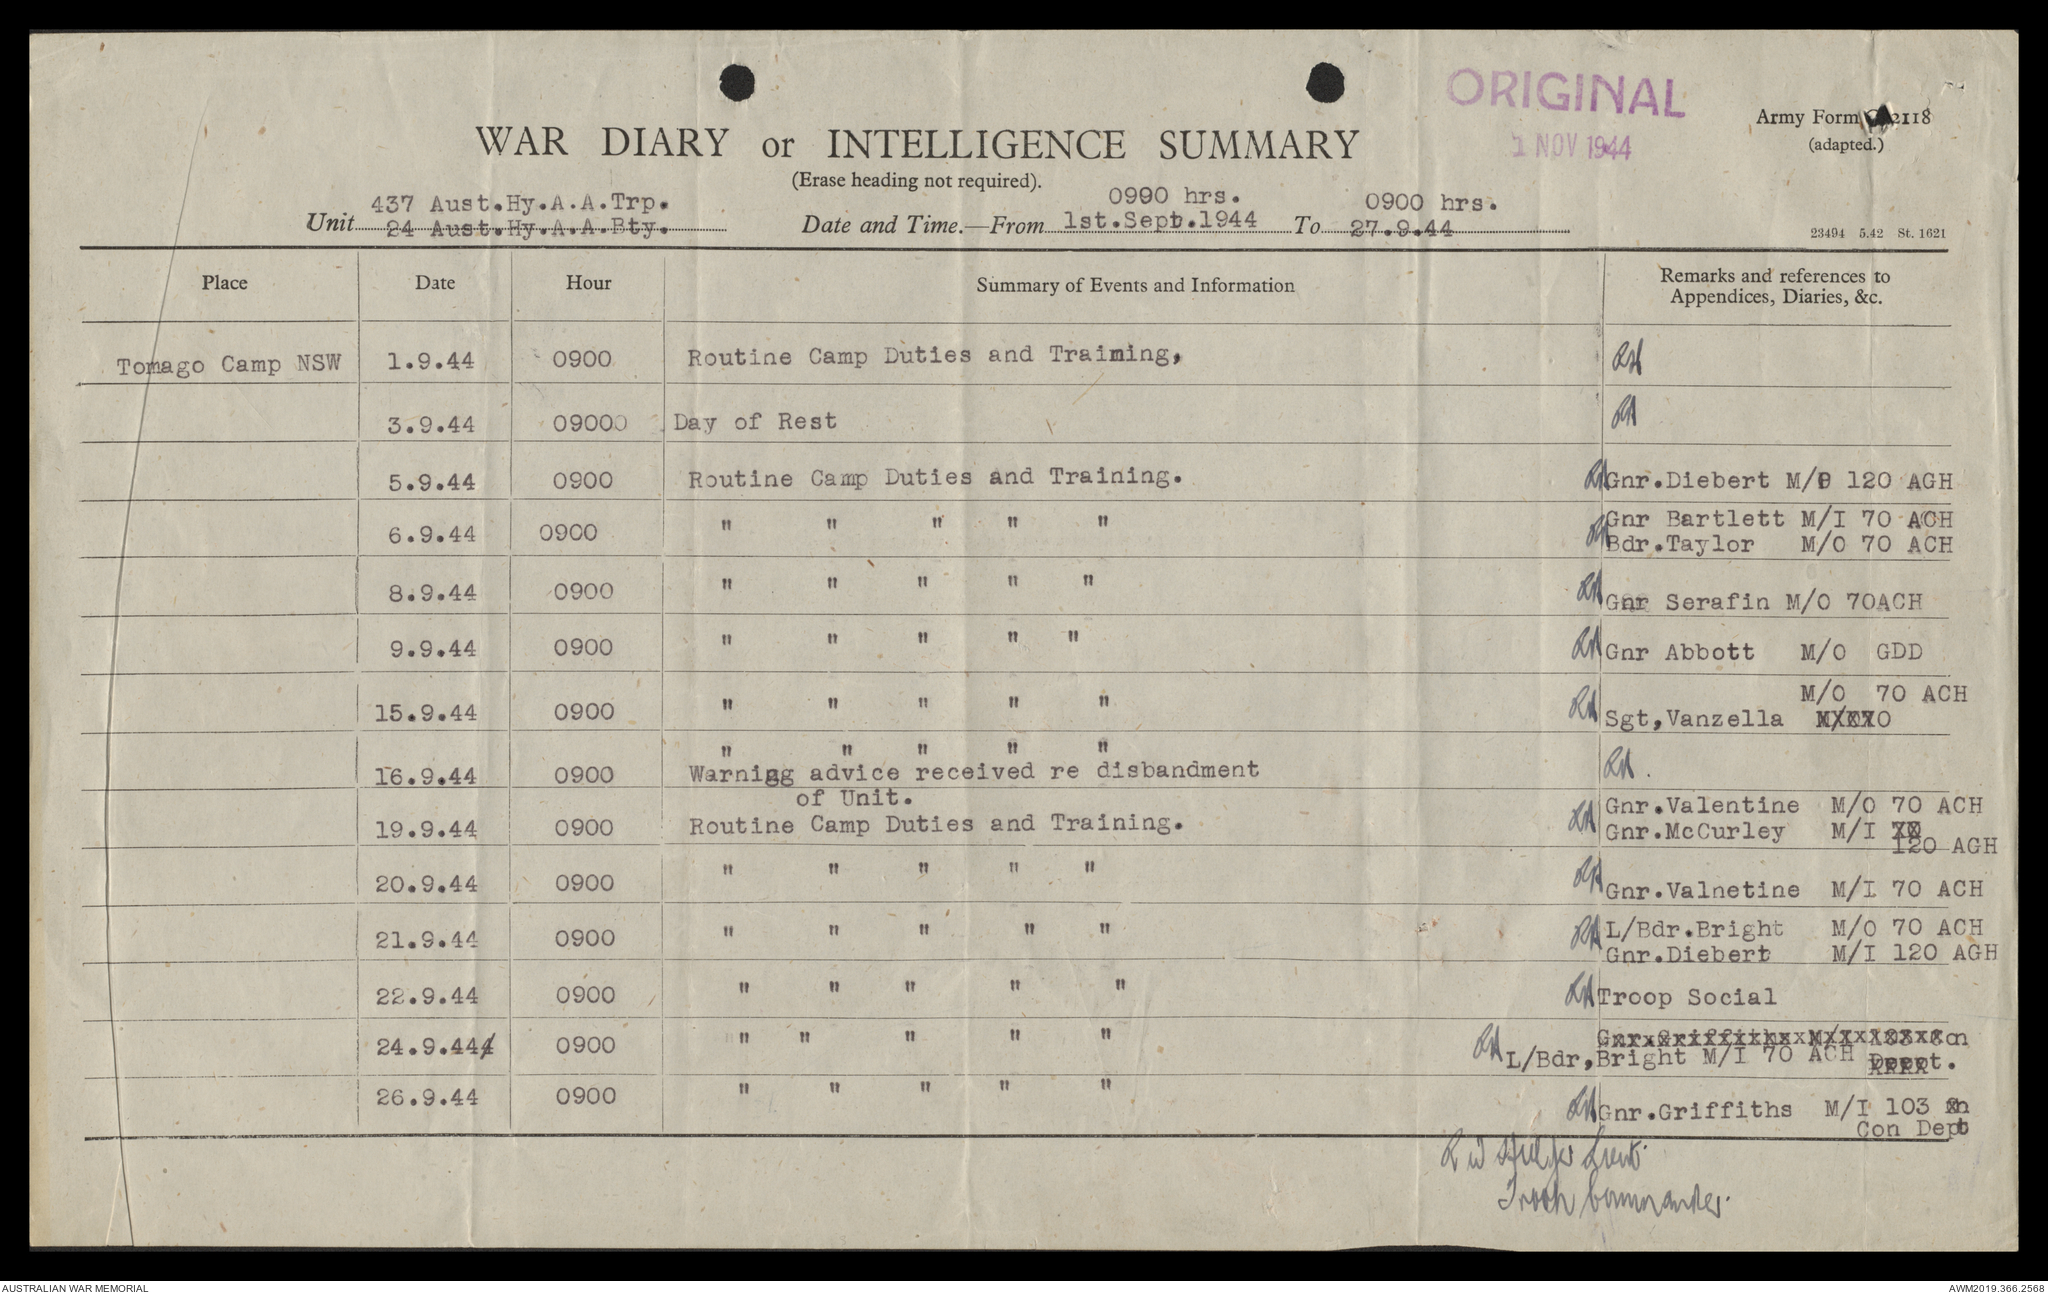 ORIGINAL
1 NOV 1944
Army Form C. 2118
(adapted.)
WAR DIARY or INTELLIGENCE SUMMARY
(Erase heading not required).
437 Aust.Hy.A.A.Trp.
0990 hrs.
0900 hrs.
Unit 24 Aust.Hy.A.A.Bty. Date and Time.—From 1st.Sept.1944 To 27.9.44
23494 5.42 St. 1621
Place Date Hour Summary of Events and Information Remarks and references to
Appendices, Diaries, &c.
Tomago Camp NSW 1.9.44 0900 Routine Camp Duties and Training,
3.9.44 09000 Day of Rest
5.9.44 0900 Routine Camp Duties and Training. Gnr.Diebert M/O 120 AGH
6.9.44 0900 " " " " " Gnr Bartlett M/I 70 ACH
Bdr.Taylor M/O 70 ACH
8.9.44 0900 " " " " " Gnr Serafin M/O 70ACH
9.9.44 0900 " " " " " Gnr Abbott M/O GDD
M/O 70 ACH
15.9.44 0900 " " " " " Sgt,Vanzella
" " " " "
16.9.44 0900 Warning advice received re disbandment
of Unit.
Gnr.Valentine M/O 70 ACH
19.9.44 0900 Routine Camp Duties and Training. Gnr.McCurley M/I
120 AGH
20.9.44 0900 " " " " " Gnr.Valnetine M/I 70 ACH
21.9.44 0900 " " " " " L/Bdr.Bright M/O 70 ACH
Gnr.Diebert M/I 120 AGH
22.9.44 0900 " " " " " Troop Social
Gnr.Griffiths M/I 103 Con
24.9.444 0900 " " " " " L/Bdr,Bright M/I 70 ACH Dept.
26.9.44 0900 " " " " " Gnr.Griffiths M/I 103
Con Dept
Lieut.
Troop Commander.
AUSTRALIAN WAR MEMORIAL
AWM2019.366.2568